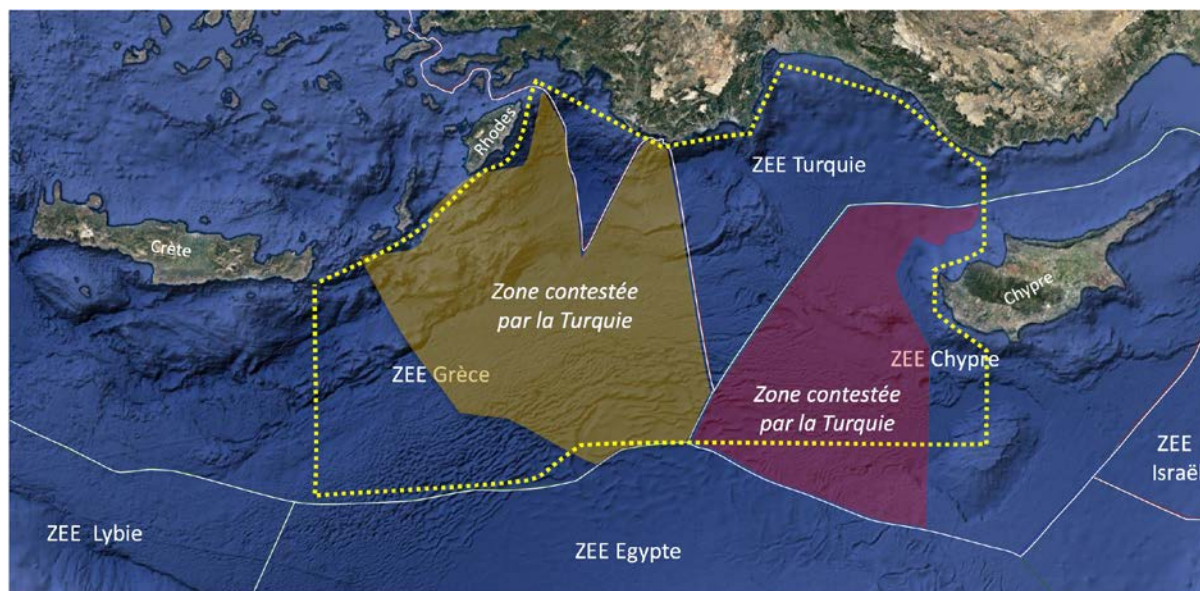 Rhodes
ZEE Turquie
Crète
Zone contestée
par la Turquie
Chypre
ZEE Grèce
ZEE Chypre
Zone contestée
par la Turquie
ZEE
Israël
ZEE Lybie
ZEE Egypte